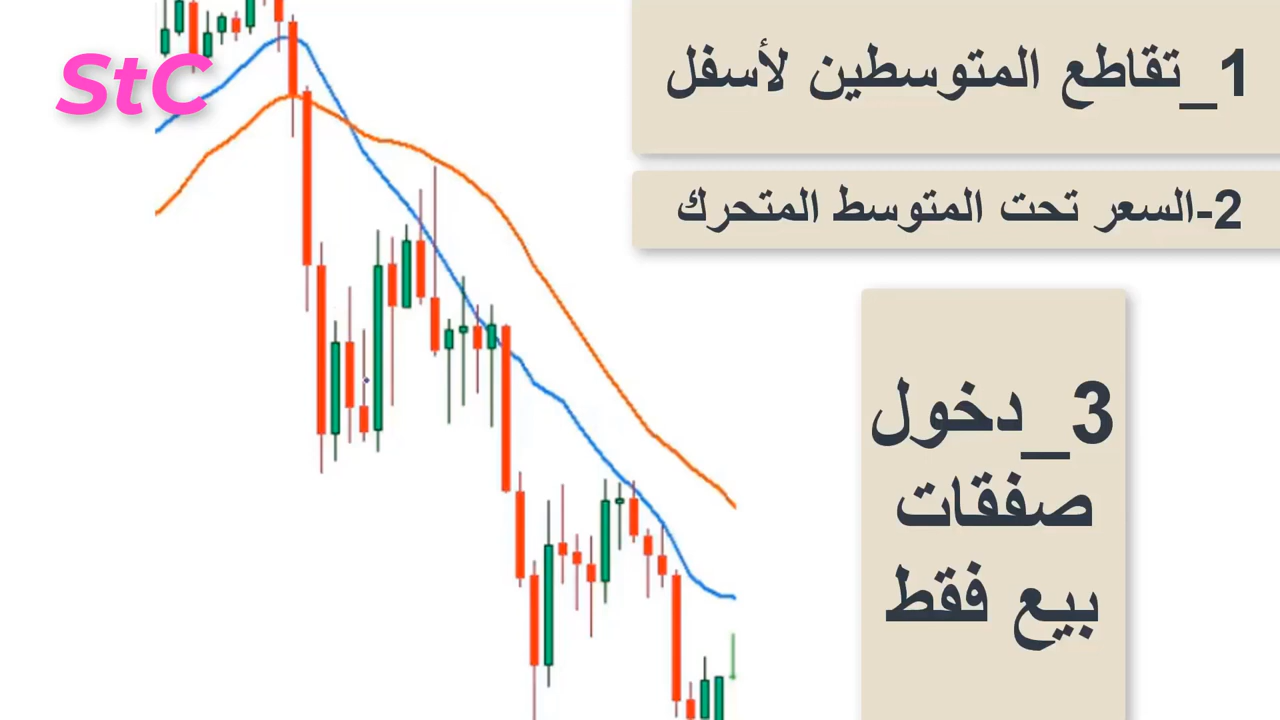 StC
1_تقاطع المتوسطين لأسفل
2-السعر تحت المتوسط المتحرك
3_دخول
صفقات
بيع فقط